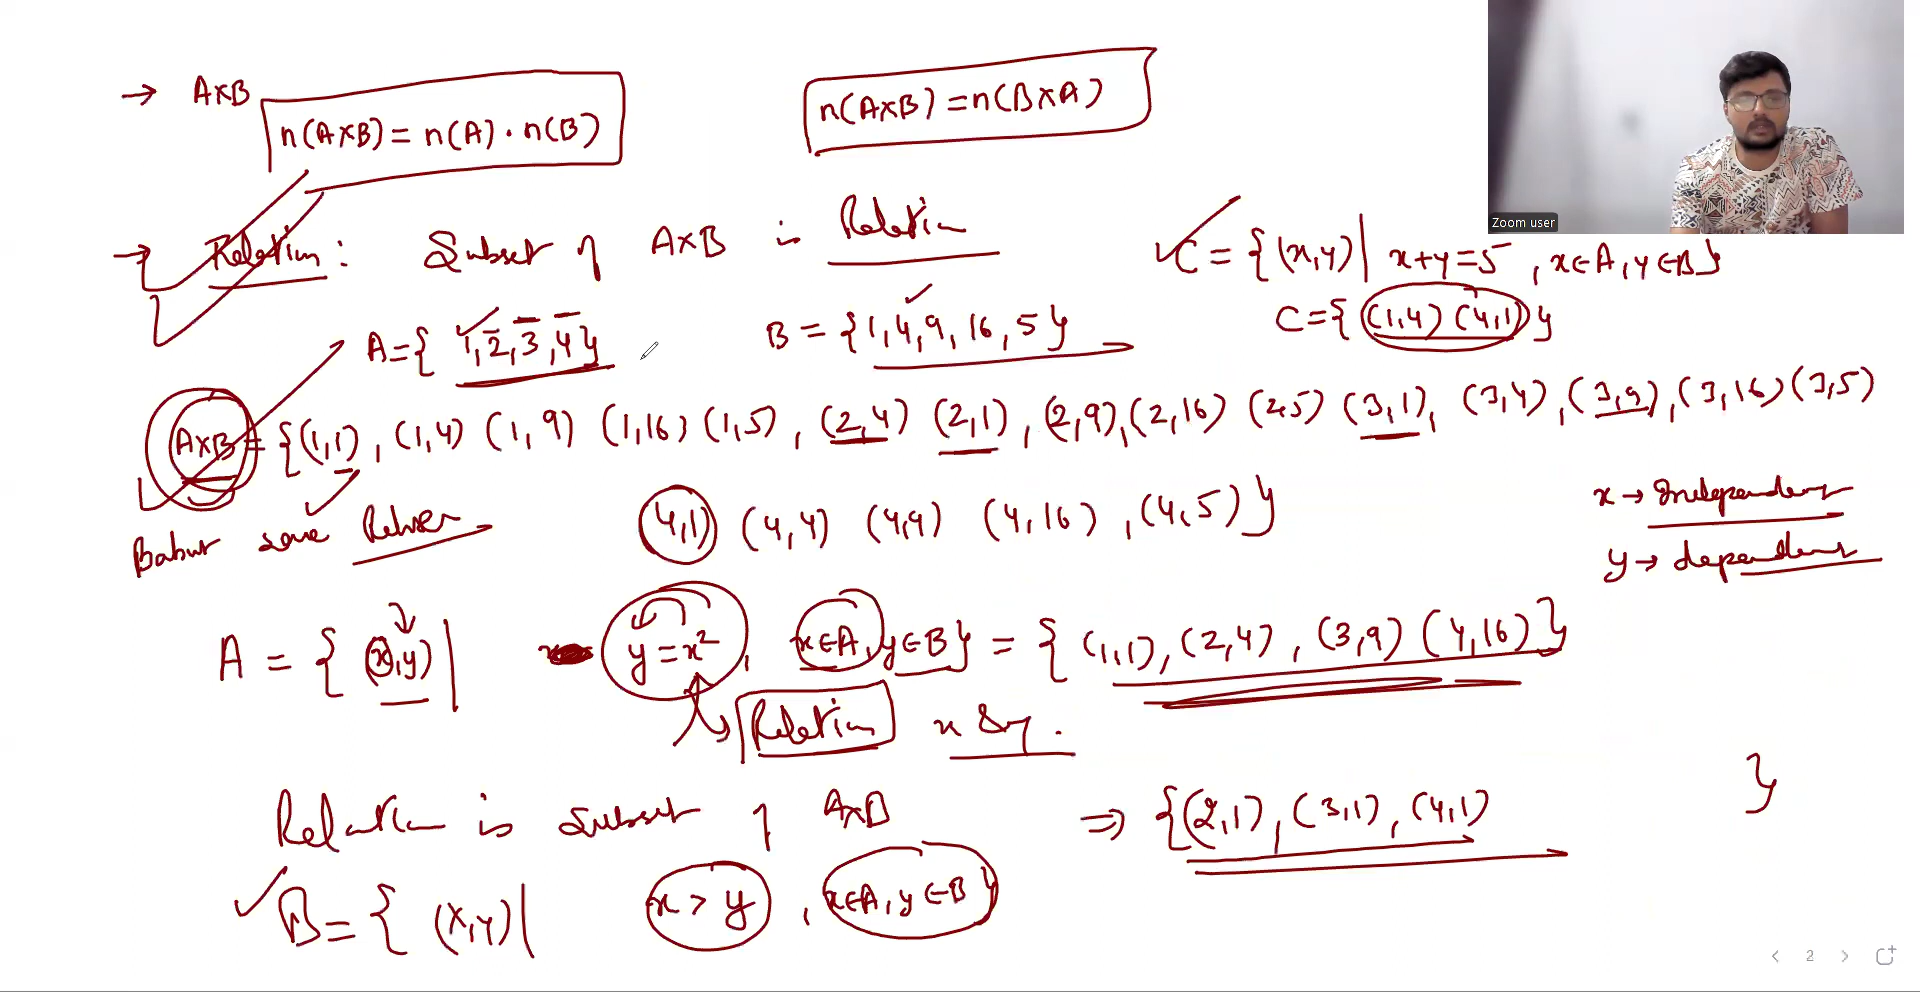 → A×B
n(A×B) = n(A) · n(B)
n(A×B) = n(B×A)
Zoom user
→ Relation : Subset of A×B is Relation
C = {(x,y)| x+y=5 , x∈A, y∈B}
C={ (1,4) (4,1) }
A={ 1,2,3,4}
B = {1,4,9,16,5}
A×B = {(1,1) , (1,4) (1,9) (1,16) (1,5) , (2,4) (2,1) , (2,9),(2,16) (2,5) (3,1), (3,4) , (3,9) , (3,16) (3,5)
(4,1) (4,4) (4,9) (4,16) , (4,5) }
x → Independent
y → dependent
A = { (x,y) | y = x², x∈A, y∈B} = { (1,1), (2,4) , (3,9) (4,16) }
Relation x & y .
Relation is subset of A×B
⇒ {(2,1) , (3,1) , (4,1) }
B = { (x,y)| x > y , x∈A, y∈B }
2